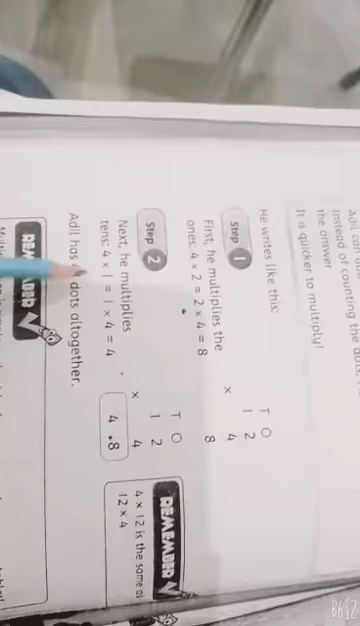 Instead of counting the dots,
the answer.
It is quicker to multiply!
He writes like this:
Step 1
First, he multiplies the
ones: 4 × 2 = 2 × 4 = 8
T O
1 2
× 4
8
Step 2
Next, he multiplies
tens: 4 × 1 = 1 × 4 = 4
T O
1 2
× 4
4 8
Adil has dots altogether.
REMEMBER
4 × 12 is the same as
12 × 4
REMEMBER
B612